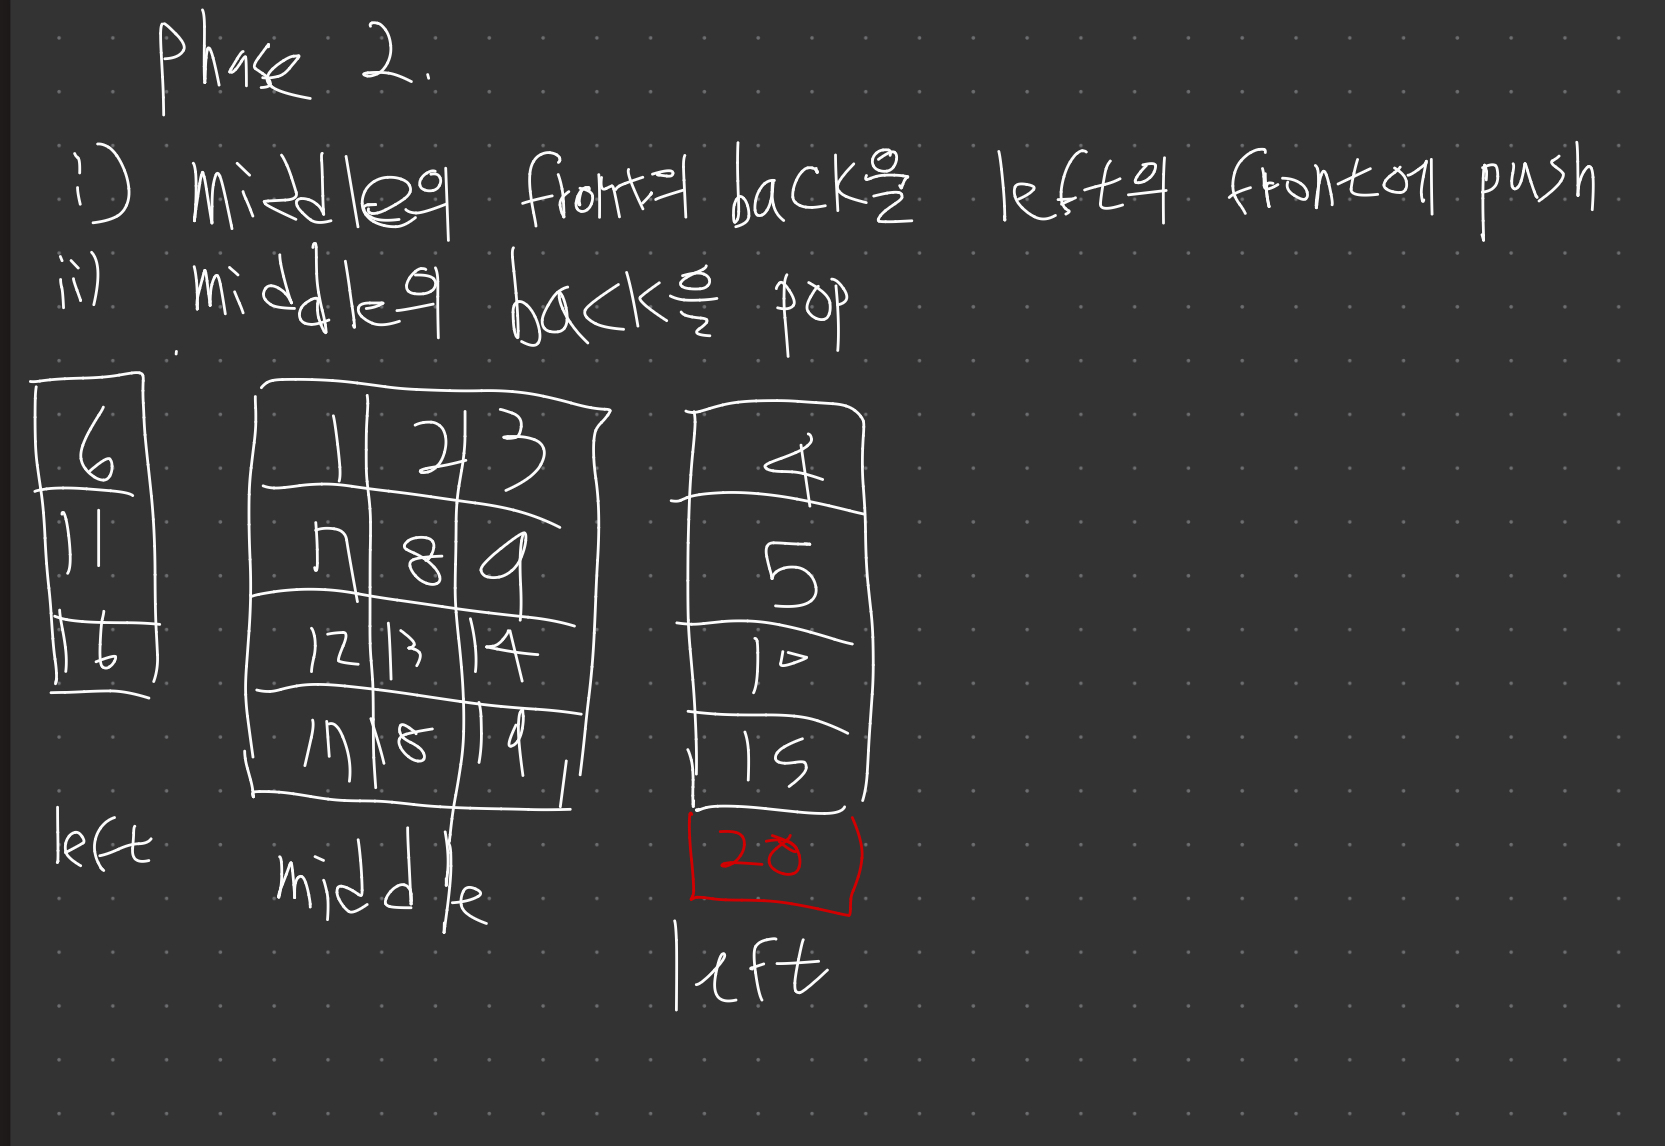 phase 2.
i) middle의 front의 back을 left의 front에 push
ii) middle의 back을 pop
6 1 2 3 4
11 7 8 9 5
16 12 13 14 10
17 18 19 15
20
left middle
left